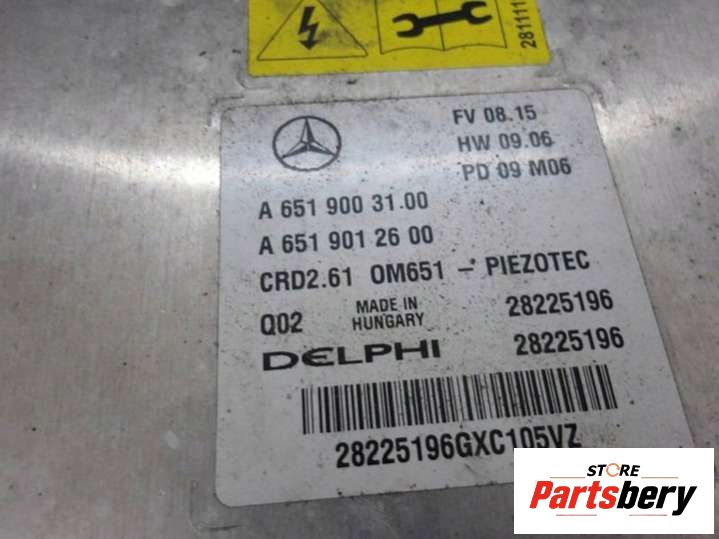 281111
FV 08.15
HW 09.06
PD 09 M06
A 651 900 31.00
A 651 901 26 00
CRD2.61 OM651 - PIEZOTEC
Q02 MADE IN HUNGARY 28225196
DELPHI 28225196
28225196GXC105VZ
STORE
Partsbery